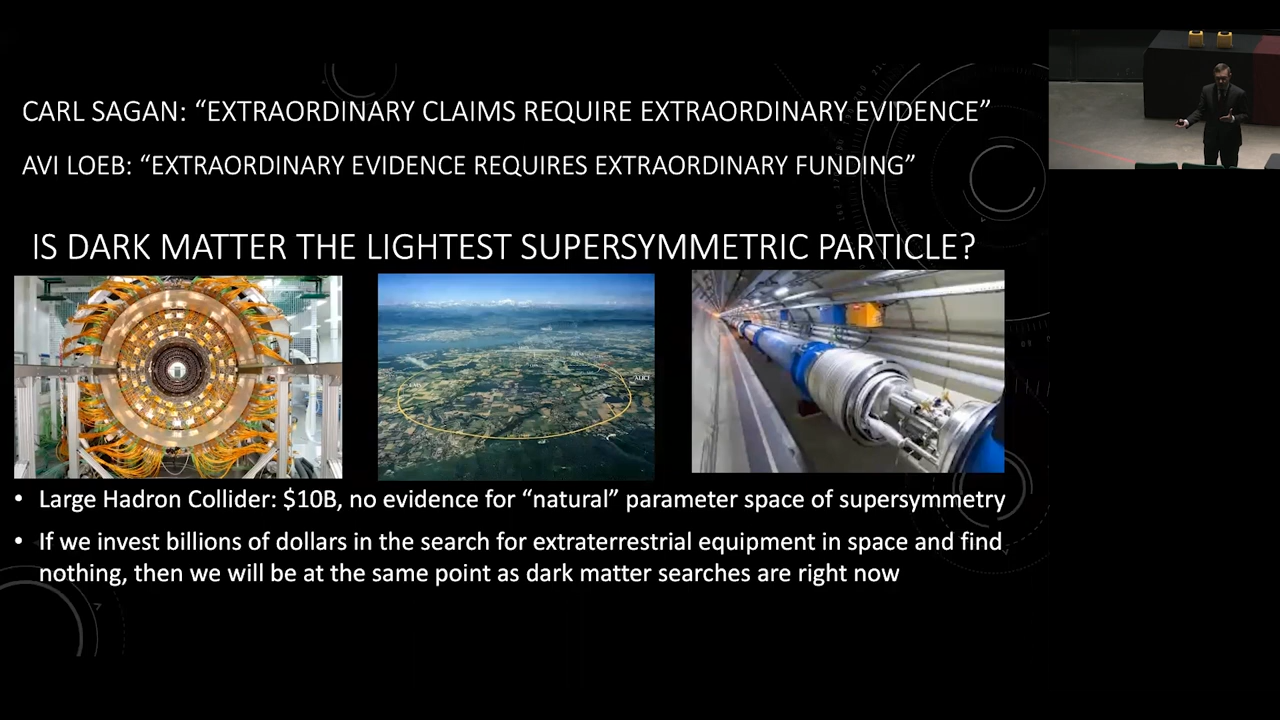 CARL SAGAN: “EXTRAORDINARY CLAIMS REQUIRE EXTRAORDINARY EVIDENCE”
AVI LOEB: “EXTRAORDINARY EVIDENCE REQUIRES EXTRAORDINARY FUNDING”
IS DARK MATTER THE LIGHTEST SUPERSYMMETRIC PARTICLE?
ALICE
• Large Hadron Collider: $10B, no evidence for “natural” parameter space of supersymmetry
• If we invest billions of dollars in the search for extraterrestrial equipment in space and find
nothing, then we will be at the same point as dark matter searches are right now